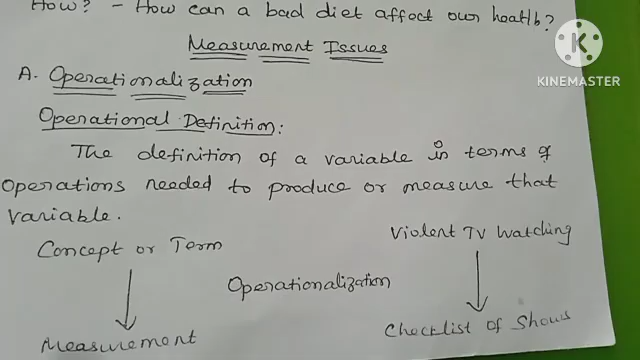 How? - How can a bad diet affect our health?
Measurement Issues
A. Operationalization
Operational Definition:
The definition of a variable in terms of
Operations needed to produce or measure that
Variable.
Concept or Term
Violent TV Watching
Operationalization
Measurement
Checklist of Shows
K
KINEMASTER